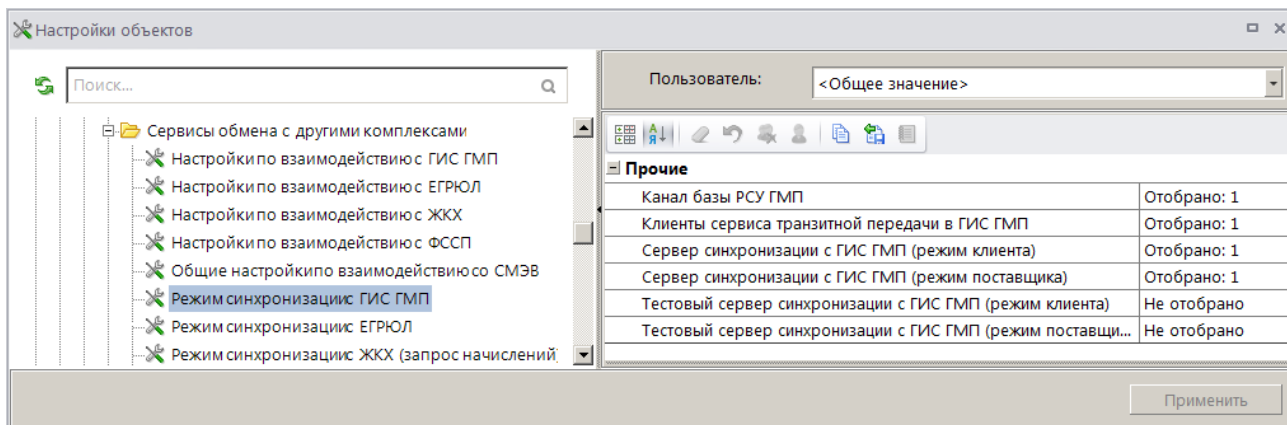 Настройки объектов
Поиск...
Сервисы обмена с другими комплексами
Настройки по взаимодействию с ГИС ГМП
Настройки по взаимодействию с ЕГРЮЛ
Настройки по взаимодействию с ЖКХ
Настройки по взаимодействию с ФССП
Общие настройки по взаимодействию со СМЭВ
Режим синхронизации с ГИС ГМП
Режим синхронизации с ЕГРЮЛ
Режим синхронизации с ЖКХ (запрос начислений)
Пользователь: <Общее значение>
Прочие
Канал базы РСУ ГМП Отобрано: 1
Клиенты сервиса транзитной передачи в ГИС ГМП Отобрано: 1
Сервер синхронизации с ГИС ГМП (режим клиента) Отобрано: 1
Сервер синхронизации с ГИС ГМП (режим поставщика) Отобрано: 1
Тестовый сервер синхронизации с ГИС ГМП (режим клиента) Не отобрано
Тестовый сервер синхронизации с ГИС ГМП (режим поставщи... Не отобрано
Применить